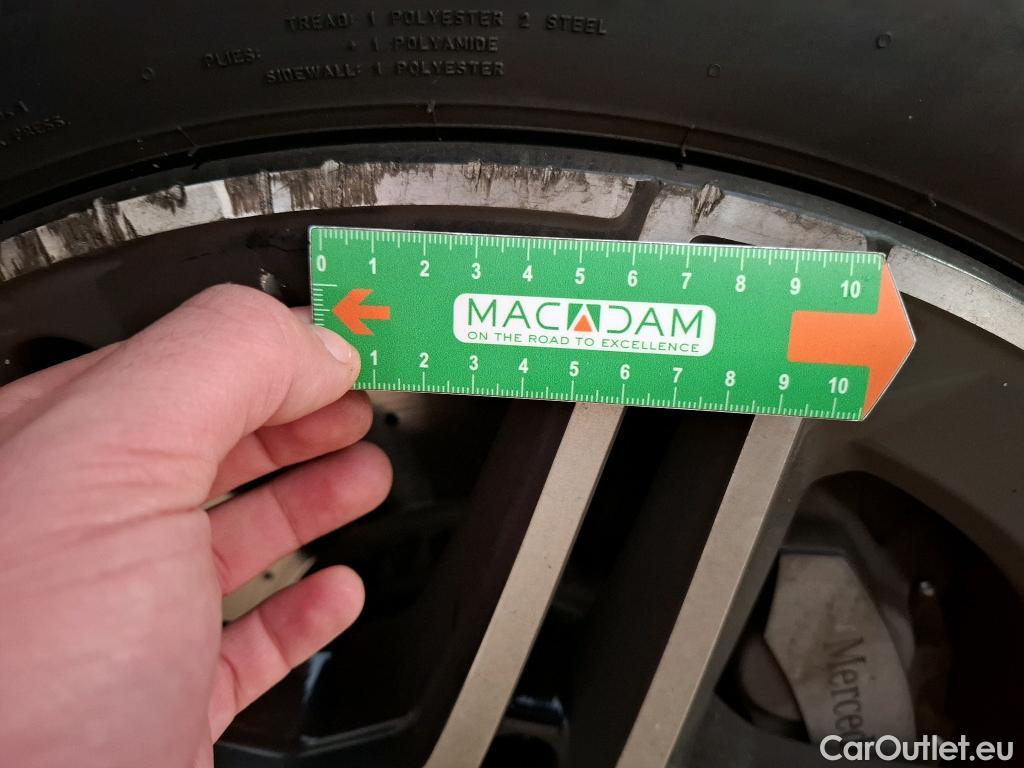 TREAD: 1 POLYESTER 2 STEEL
PLIES: + 1 POLYAMIDE
SIDEWALL: 1 POLYESTER
PRESS.
0 1 2 3 4 5 6 7 8 9 10
MACADAM
ON THE ROAD TO EXCELLENCE
1 2 3 4 5 6 7 8 9 10
Merced
CarOutlet.eu